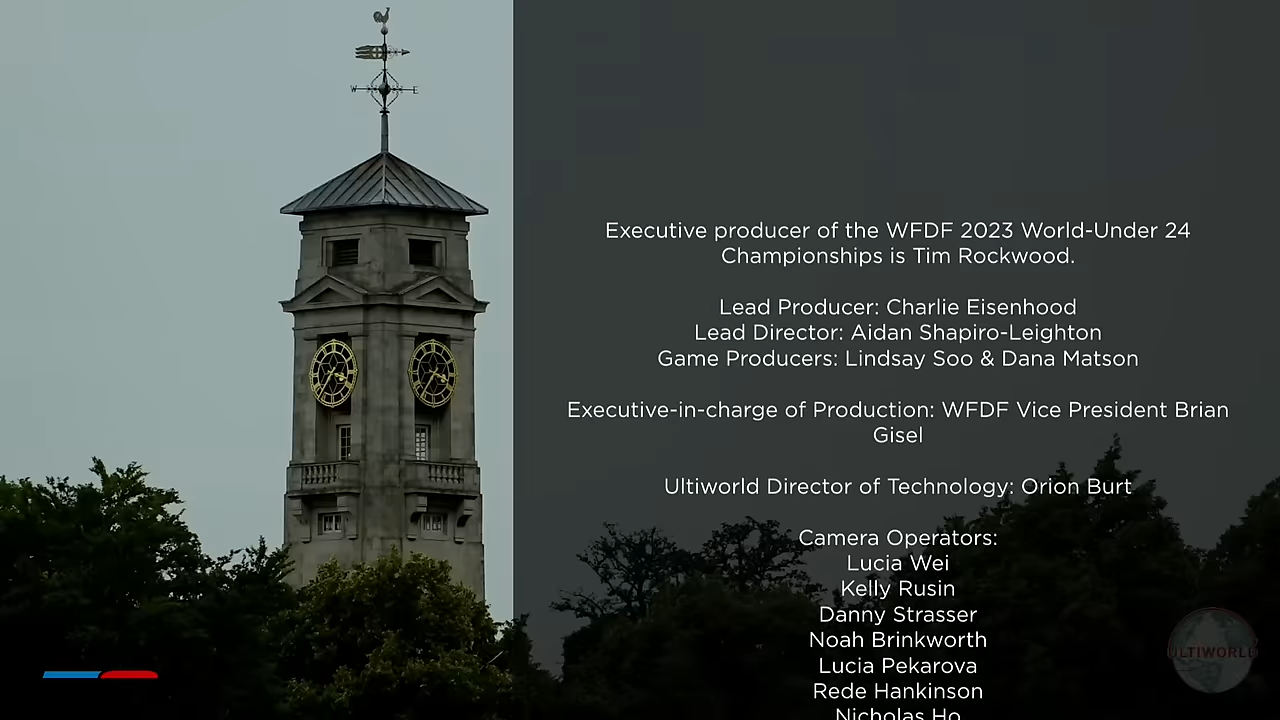 W E
Executive producer of the WFDF 2023 World-Under 24
Championships is Tim Rockwood.
Lead Producer: Charlie Eisenhood
Lead Director: Aidan Shapiro-Leighton
Game Producers: Lindsay Soo & Dana Matson
Executive-in-charge of Production: WFDF Vice President Brian
Gisel
Ultiworld Director of Technology: Orion Burt
Camera Operators:
Lucia Wei
Kelly Rusin
Danny Strasser
Noah Brinkworth
Lucia Pekarova
Rede Hankinson
Nicholas Ho
ULTIWORLD